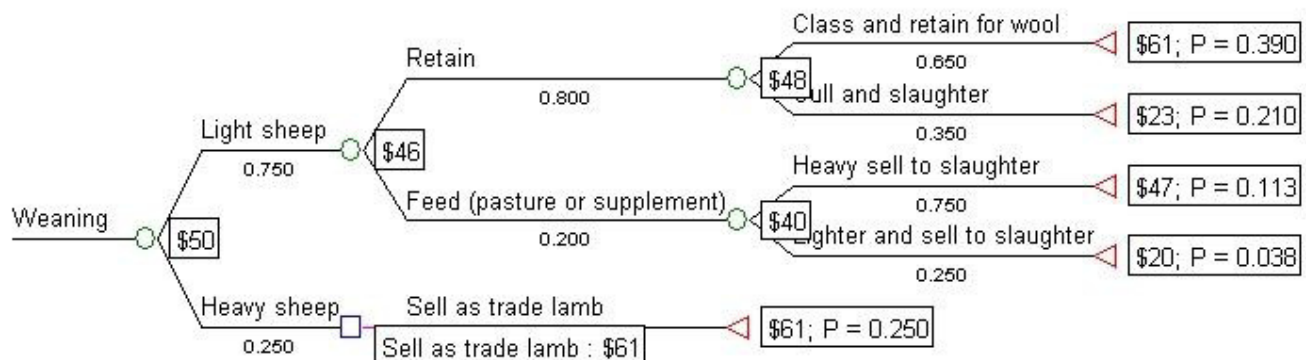 Class and retain for wool
$61; P = 0.390
0.650
Retain
$48
0.800
and slaughter
$23; P = 0.210
0.350
Light sheep
$46
0.750
Heavy sell to slaughter
$47; P = 0.113
0.750
Feed (pasture or supplement)
$40
0.200
and sell to slaughter
$20; P = 0.038
0.250
Weaning
$50
Heavy sheep
0.250
Sell as trade lamb
Sell as trade lamb : $61
$61; P = 0.250